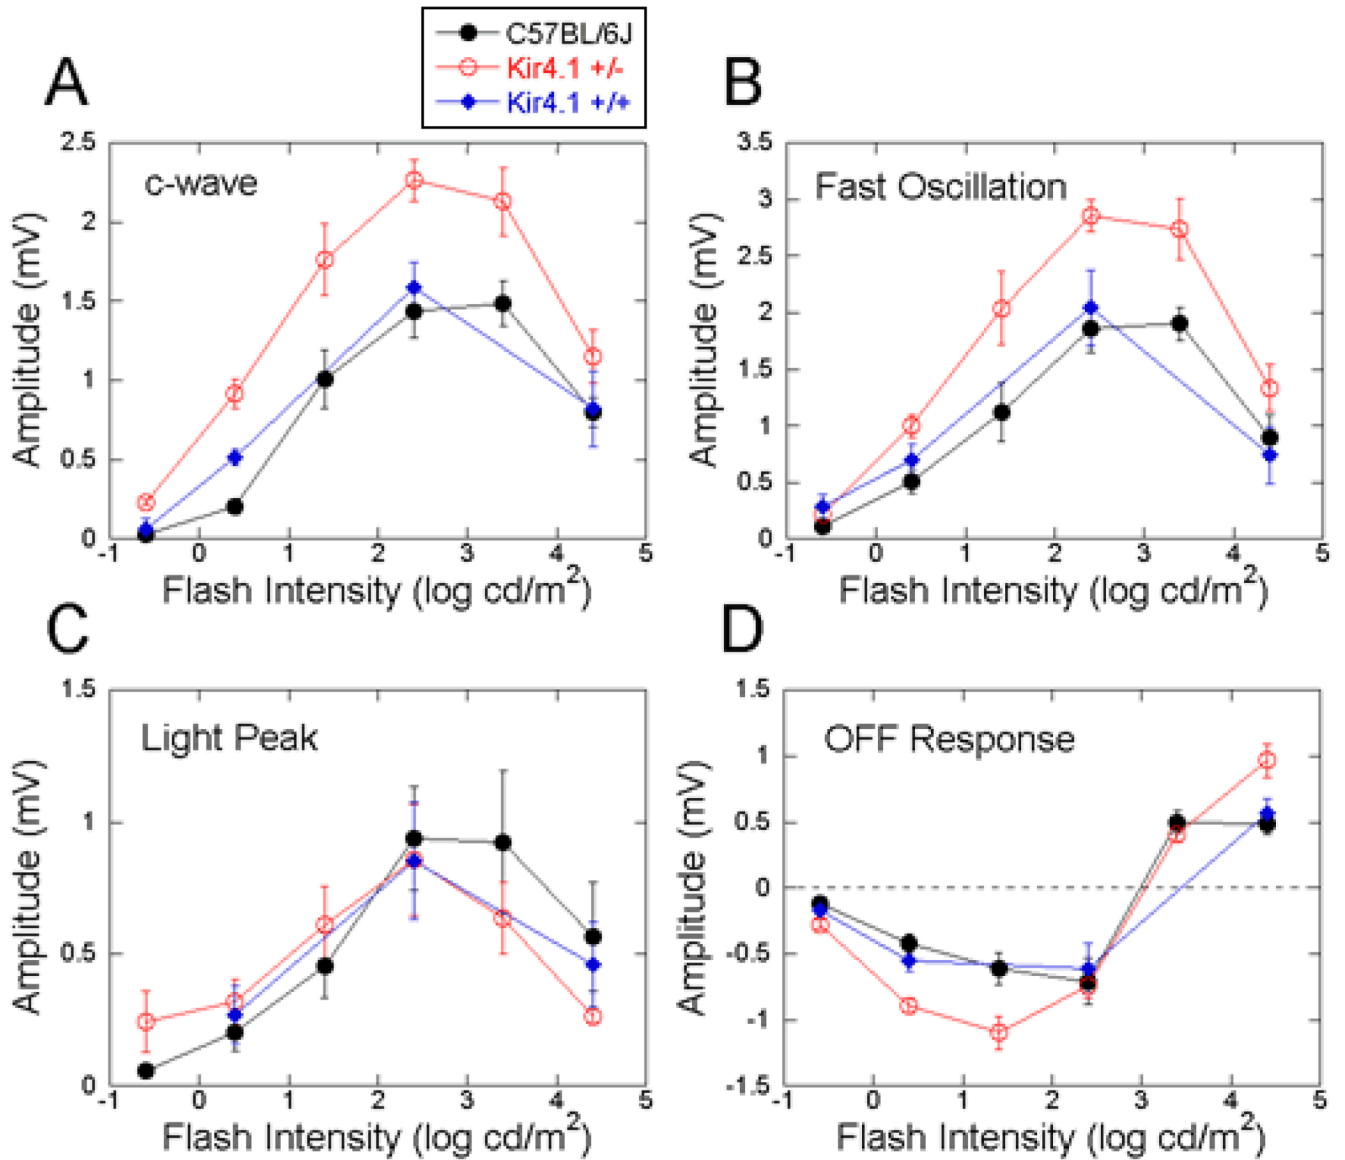 C57BL/6J
Kir4.1 +/-
Kir4.1 +/+
A
c-wave
Amplitude (mV)
2.5
2
1.5
1
0.5
0
-1 0 1 2 3 4 5
Flash Intensity (log cd/m²)
B
Fast Oscillation
Amplitude (mV)
3.5
3
2.5
2
1.5
1
0.5
0
-1 0 1 2 3 4 5
Flash Intensity (log cd/m²)
C
Light Peak
Amplitude (mV)
1.5
1
0.5
0
-1 0 1 2 3 4 5
Flash Intensity (log cd/m²)
D
OFF Response
Amplitude (mV)
1.5
1
0.5
0
-0.5
-1
-1.5
-1 0 1 2 3 4 5
Flash Intensity (log cd/m²)